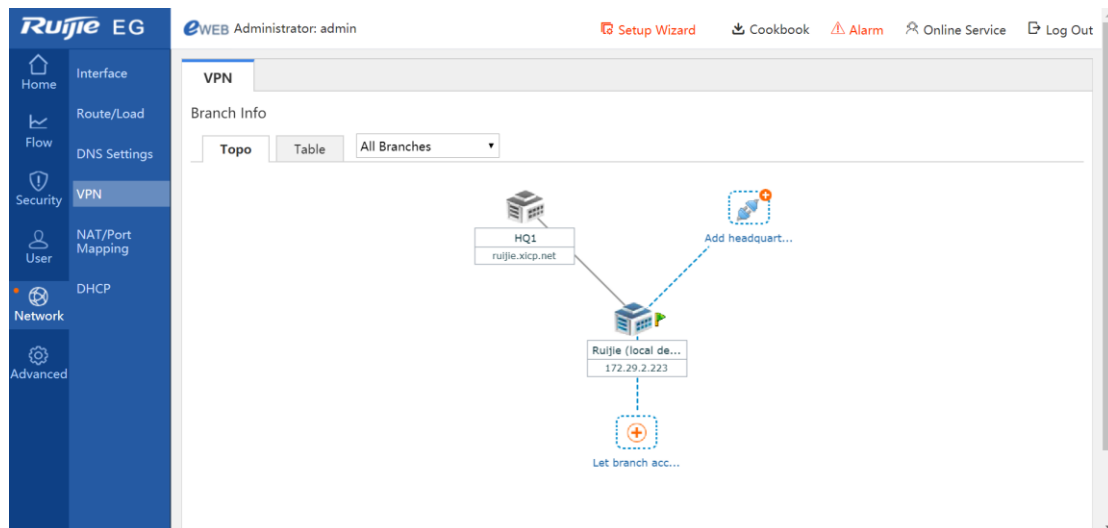 Ruijie EG
eWEB Administrator: admin
Setup Wizard
Cookbook
Alarm
Online Service
Log Out
Home
Flow
Security
User
Network
Advanced
Interface
Route/Load
DNS Settings
VPN
NAT/Port
Mapping
DHCP
VPN
Branch Info
Topo
Table
All Branches
HQ1
ruijie.xicp.net
Add headquart...
Ruijie (local de...
172.29.2.223
Let branch acc...